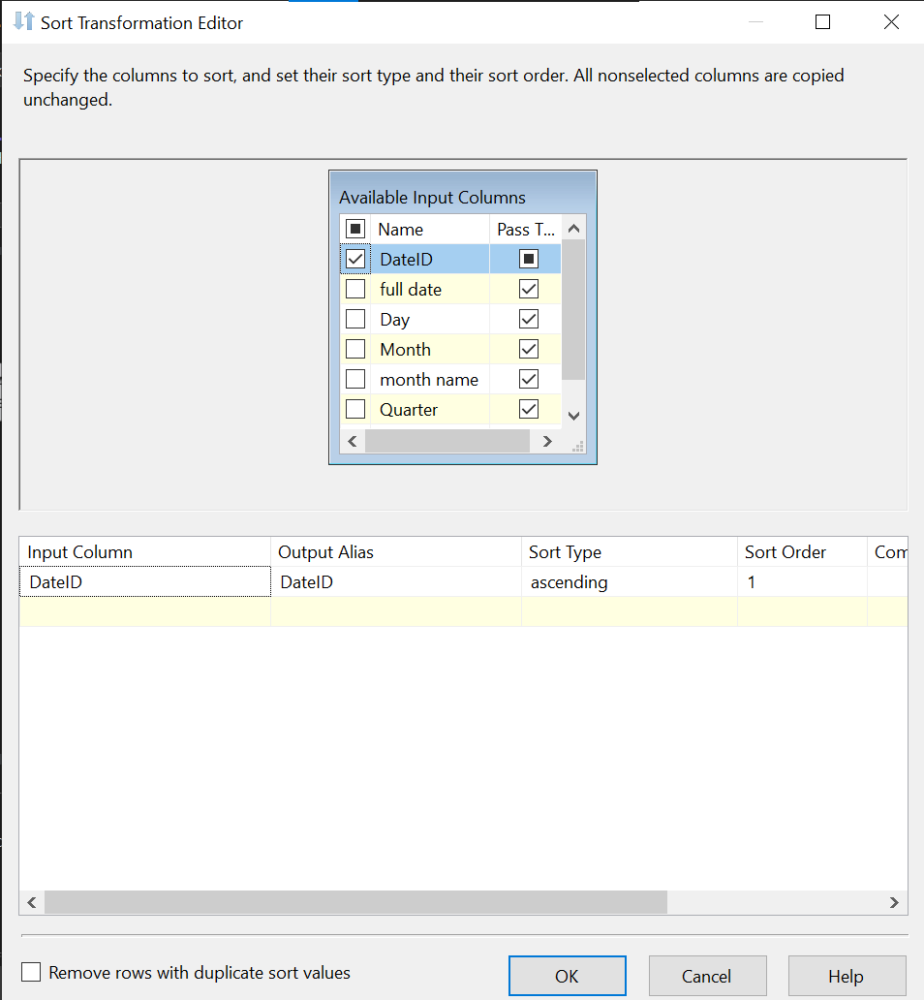 Sort Transformation Editor
Specify the columns to sort, and set their sort type and their sort order. All nonselected columns are copied
unchanged.
Available Input Columns
Name Pass T...
DateID
full date
Day
Month
month name
Quarter
Input Column Output Alias Sort Type Sort Order Com
DateID DateID ascending 1
Remove rows with duplicate sort values
OK Cancel Help